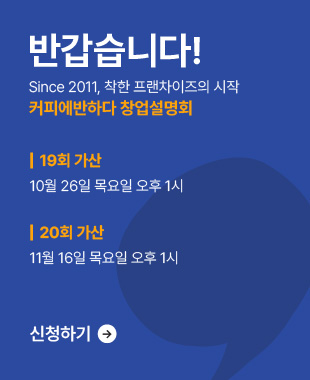 반갑습니다!
Since 2011, 착한 프랜차이즈의 시작
커피에반하다 창업설명회
19회 가산
10월 26일 목요일 오후 1시
20회 가산
11월 16일 목요일 오후 1시
신청하기